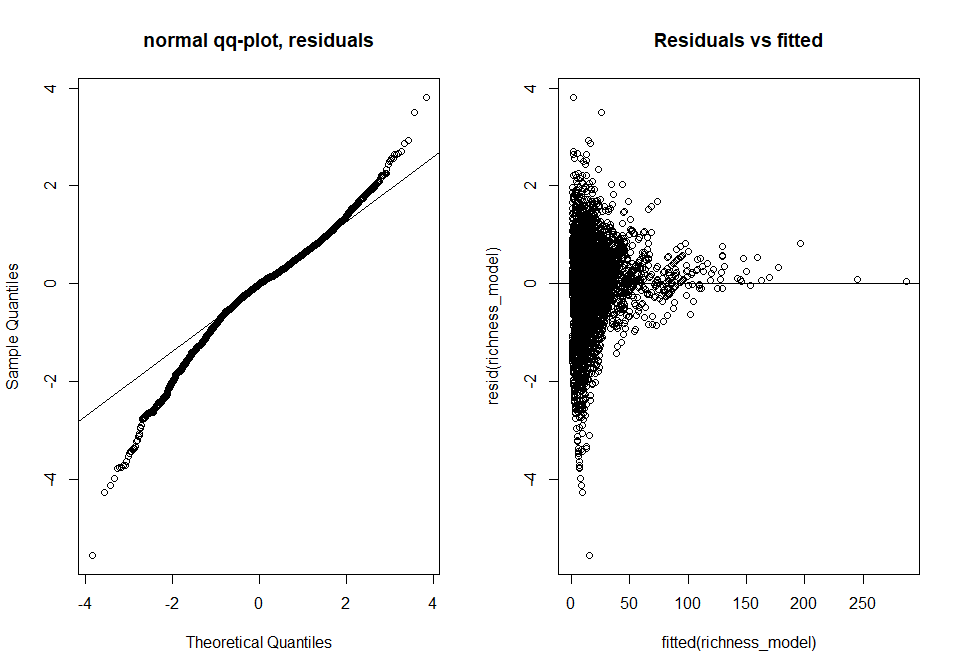 normal qq-plot, residuals
Sample Quantiles
4
2
0
-2
-4
-4 -2 0 2 4
Theoretical Quantiles
Residuals vs fitted
resid(richness_model)
4
2
0
-2
-4
0 50 100 150 200 250
fitted(richness_model)